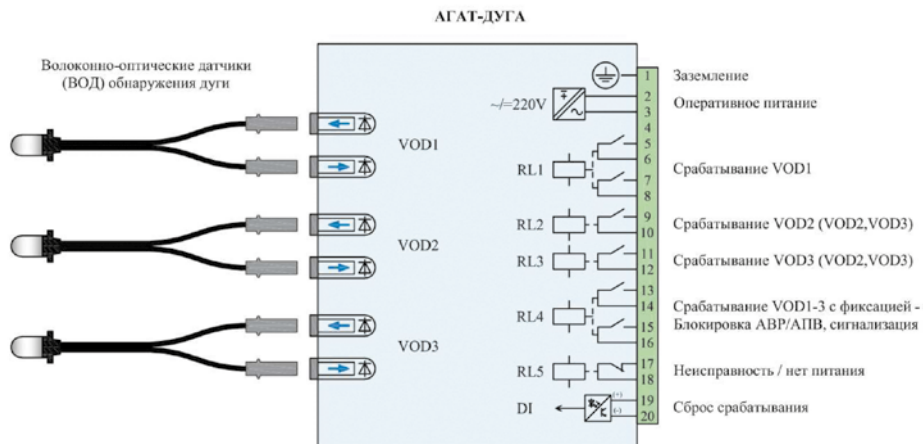 АГАТ-ДУГА
Волоконно-оптические датчики
(ВОД) обнаружения дуги
VOD1
VOD2
VOD3
~/=220V
RL1
RL2
RL3
RL4
RL5
DI
(+)
(-)
1
2
3
4
5
6
7
8
9
10
11
12
13
14
15
16
17
18
19
20
Заземление
Оперативное питание
Срабатывание VOD1
Срабатывание VOD2 (VOD2,VOD3)
Срабатывание VOD3 (VOD2,VOD3)
Срабатывание VOD1-3 с фиксацией -
Блокировка АВР/АПВ, сигнализация
Неисправность / нет питания
Сброс срабатывания